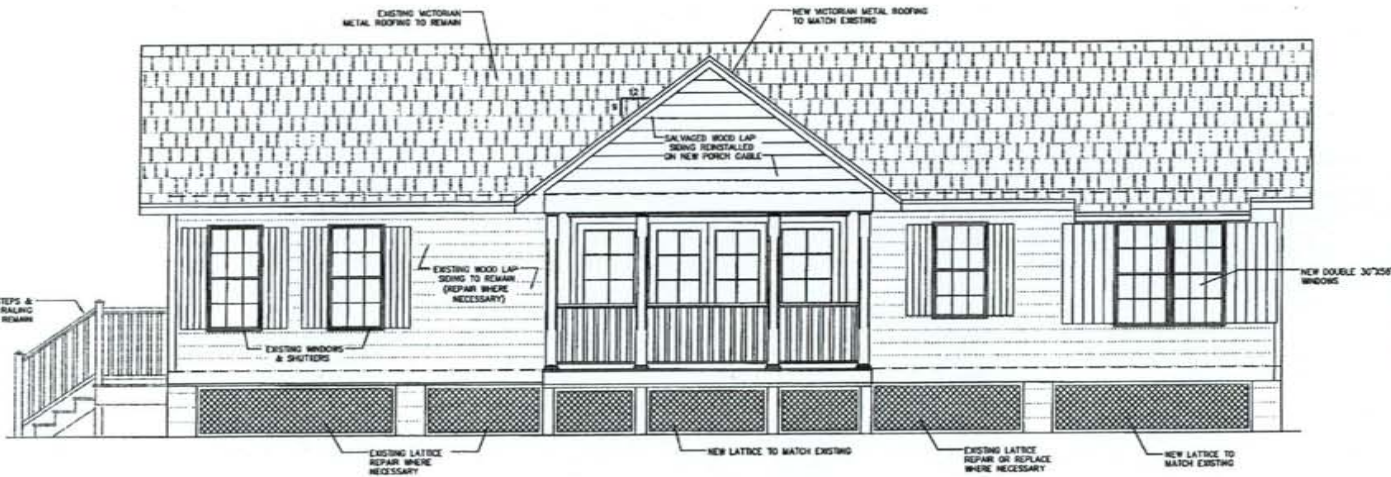 EXISTING VICTORIAN
METAL ROOFING TO REMAIN
NEW VICTORIAN METAL ROOFING
TO MATCH EXISTING
12
SALVAGED WOOD LAP
SIDING REINSTALLED
ON NEW PORCH GABLE
EXISTING WOOD LAP
SIDING TO REMAIN
(REPAIR WHERE
NECESSARY)
NEW DOUBLE 30"X58"
WINDOWS
TEPS &
RAILING
REMAIN
EXISTING WINDOWS
& SHUTTERS
EXISTING LATTICE
REPAIR WHERE
NECESSARY
NEW LATTICE TO MATCH EXISTING
EXISTING LATTICE
REPAIR OR REPLACE
WHERE NECESSARY
NEW LATTICE TO
MATCH EXISTING